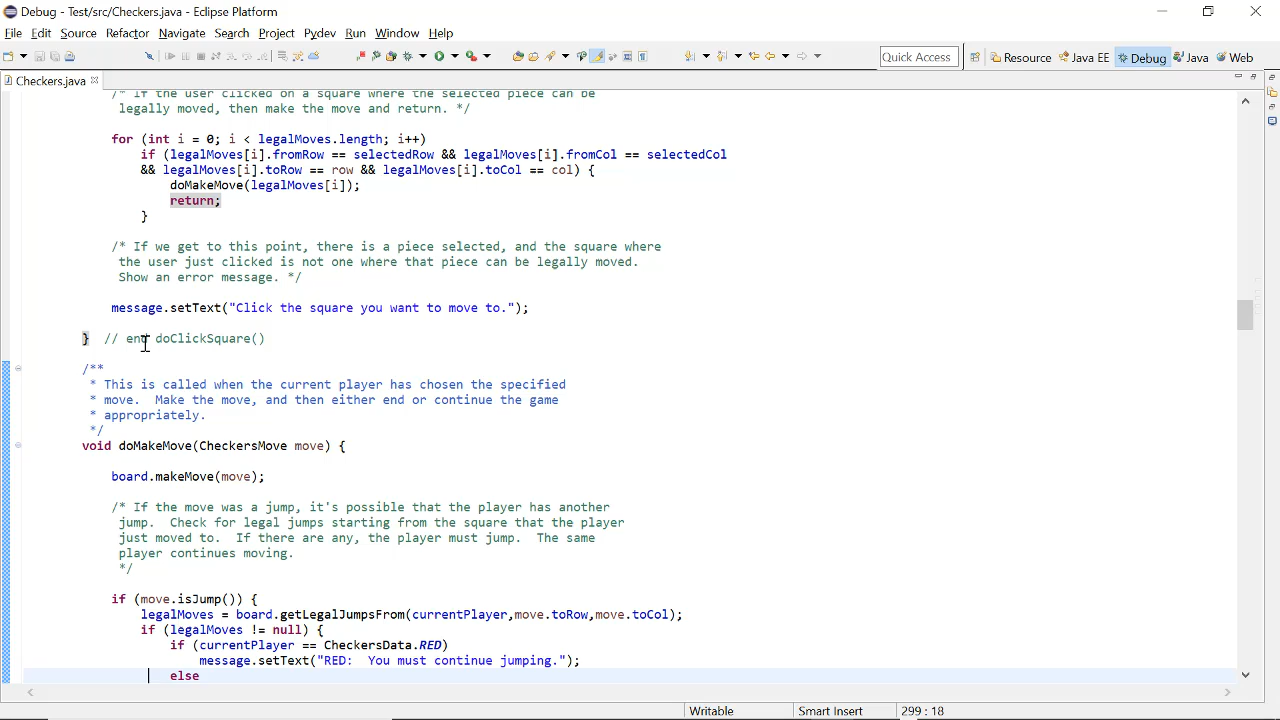 Debug - Test/src/Checkers.java - Eclipse Platform
File Edit Source Refactor Navigate Search Project Pydev Run Window Help
Quick Access Resource Java EE Debug Java Web
Checkers.java
/* If the user clicked on a square where the selected piece can be
legally moved, then make the move and return. */
for (int i = 0; i < legalMoves.length; i++)
if (legalMoves[i].fromRow == selectedRow && legalMoves[i].fromCol == selectedCol
&& legalMoves[i].toRow == row && legalMoves[i].toCol == col) {
doMakeMove(legalMoves[i]);
return;
}
/* If we get to this point, there is a piece selected, and the square where
the user just clicked is not one where that piece can be legally moved.
Show an error message. */
message.setText("Click the square you want to move to.");
} // end doClickSquare()
/**
* This is called when the current player has chosen the specified
* move.  Make the move, and then either end or continue the game
* appropriately.
*/
void doMakeMove(CheckersMove move) {
board.makeMove(move);
/* If the move was a jump, it's possible that the player has another
jump.  Check for legal jumps starting from the square that the player
just moved to.  If there are any, the player must jump.  The same
player continues moving.
*/
if (move.isJump()) {
legalMoves = board.getLegalJumpsFrom(currentPlayer,move.toRow,move.toCol);
if (legalMoves != null) {
if (currentPlayer == CheckersData.RED)
message.setText("RED:  You must continue jumping.");
else
Writable Smart Insert 299 : 18